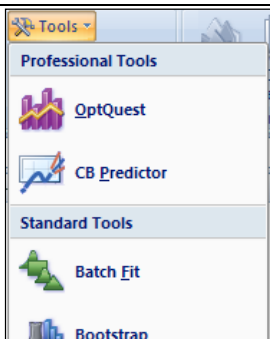 Tools
Professional Tools
OptQuest
CB Predictor
Standard Tools
Batch Fit
Bootstrap